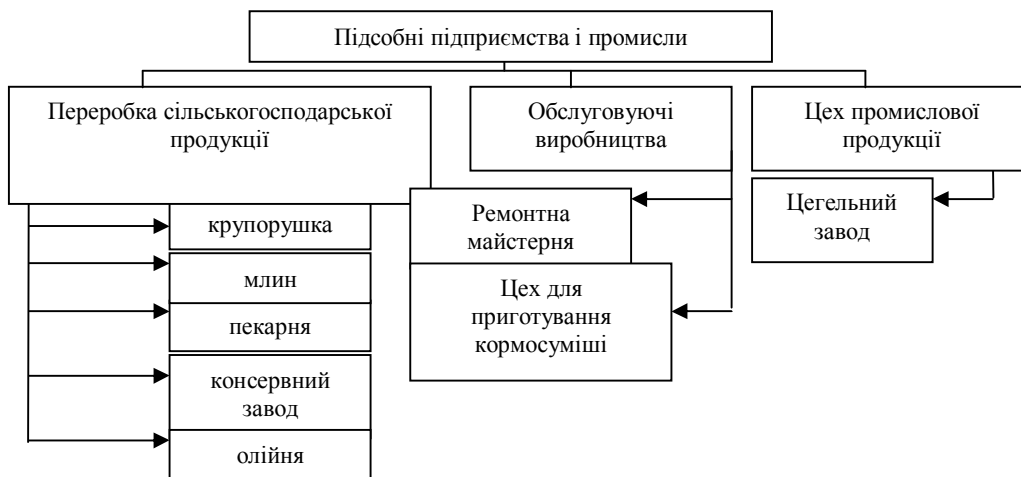 Підсобні підприємства і промисли
Переробка сільськогосподарської
продукції
Обслуговуючі
виробництва
Цех промислової
продукції
крупорушка
млин
пекарня
консервний
завод
олійня
Ремонтна
майстерня
Цех для
приготування
кормосуміші
Цегельний
завод